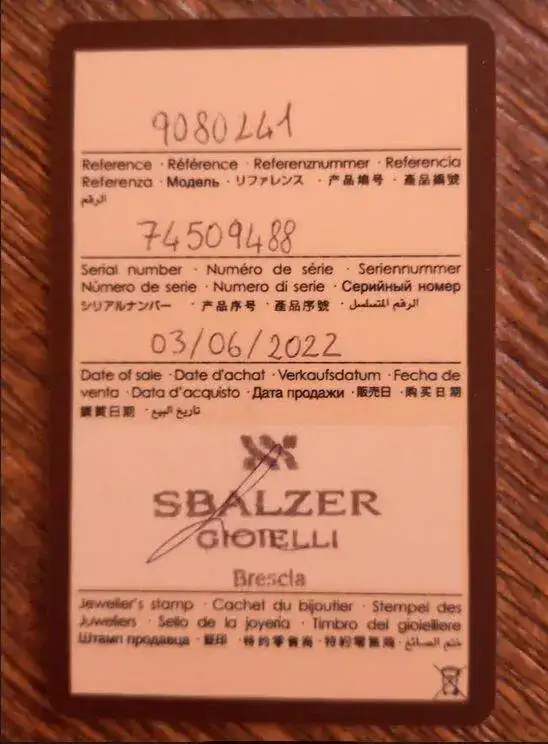 9080241
Reference · Référence · Referenznummer · Referencia
Referenza · Модель · リファレンス · 产品编号 · 產品編號
الرقم
74509488
Serial number · Numéro de série · Seriennummer
Número de serie · Numero di serie · Серийный номер
シリアルナンバー · 产品序号 · 產品序號 · الرقم المتسلسل
03/06/2022
Date of sale · Date d'achat · Verkaufsdatum · Fecha de
venta · Data d'acquisto · Дата продажи · 販売日 · 购买日期
購買日期 · تاريخ البيع
SBALZER
GIOIELLI
Brescia
Jeweller's stamp · Cachet du bijoutier · Stempel des
Juweliers · Sello de la joyería · Timbro del gioielliere
Штамп продавца · 特约零售商 · 特約零售商 · ختم الصائغ